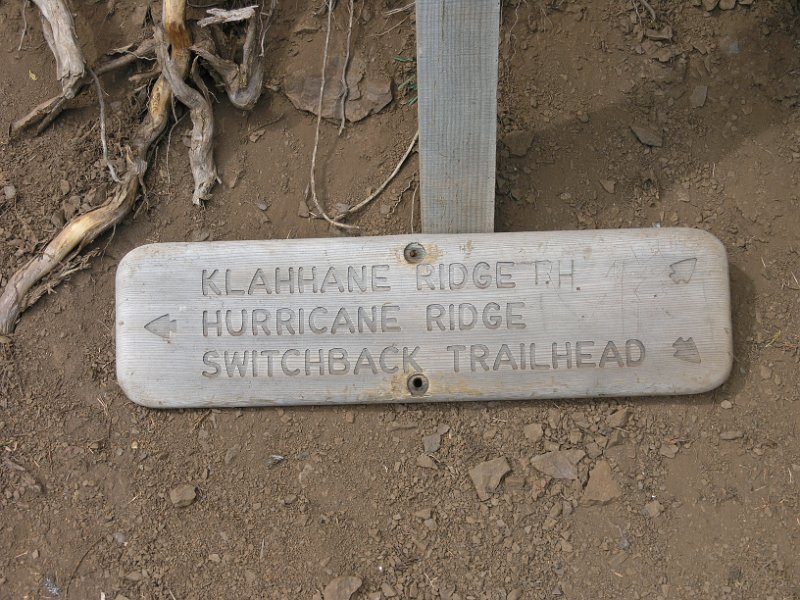 KLAHHANE RIDGE T.H.
HURRICANE RIDGE
SWITCHBACK TRAILHEAD